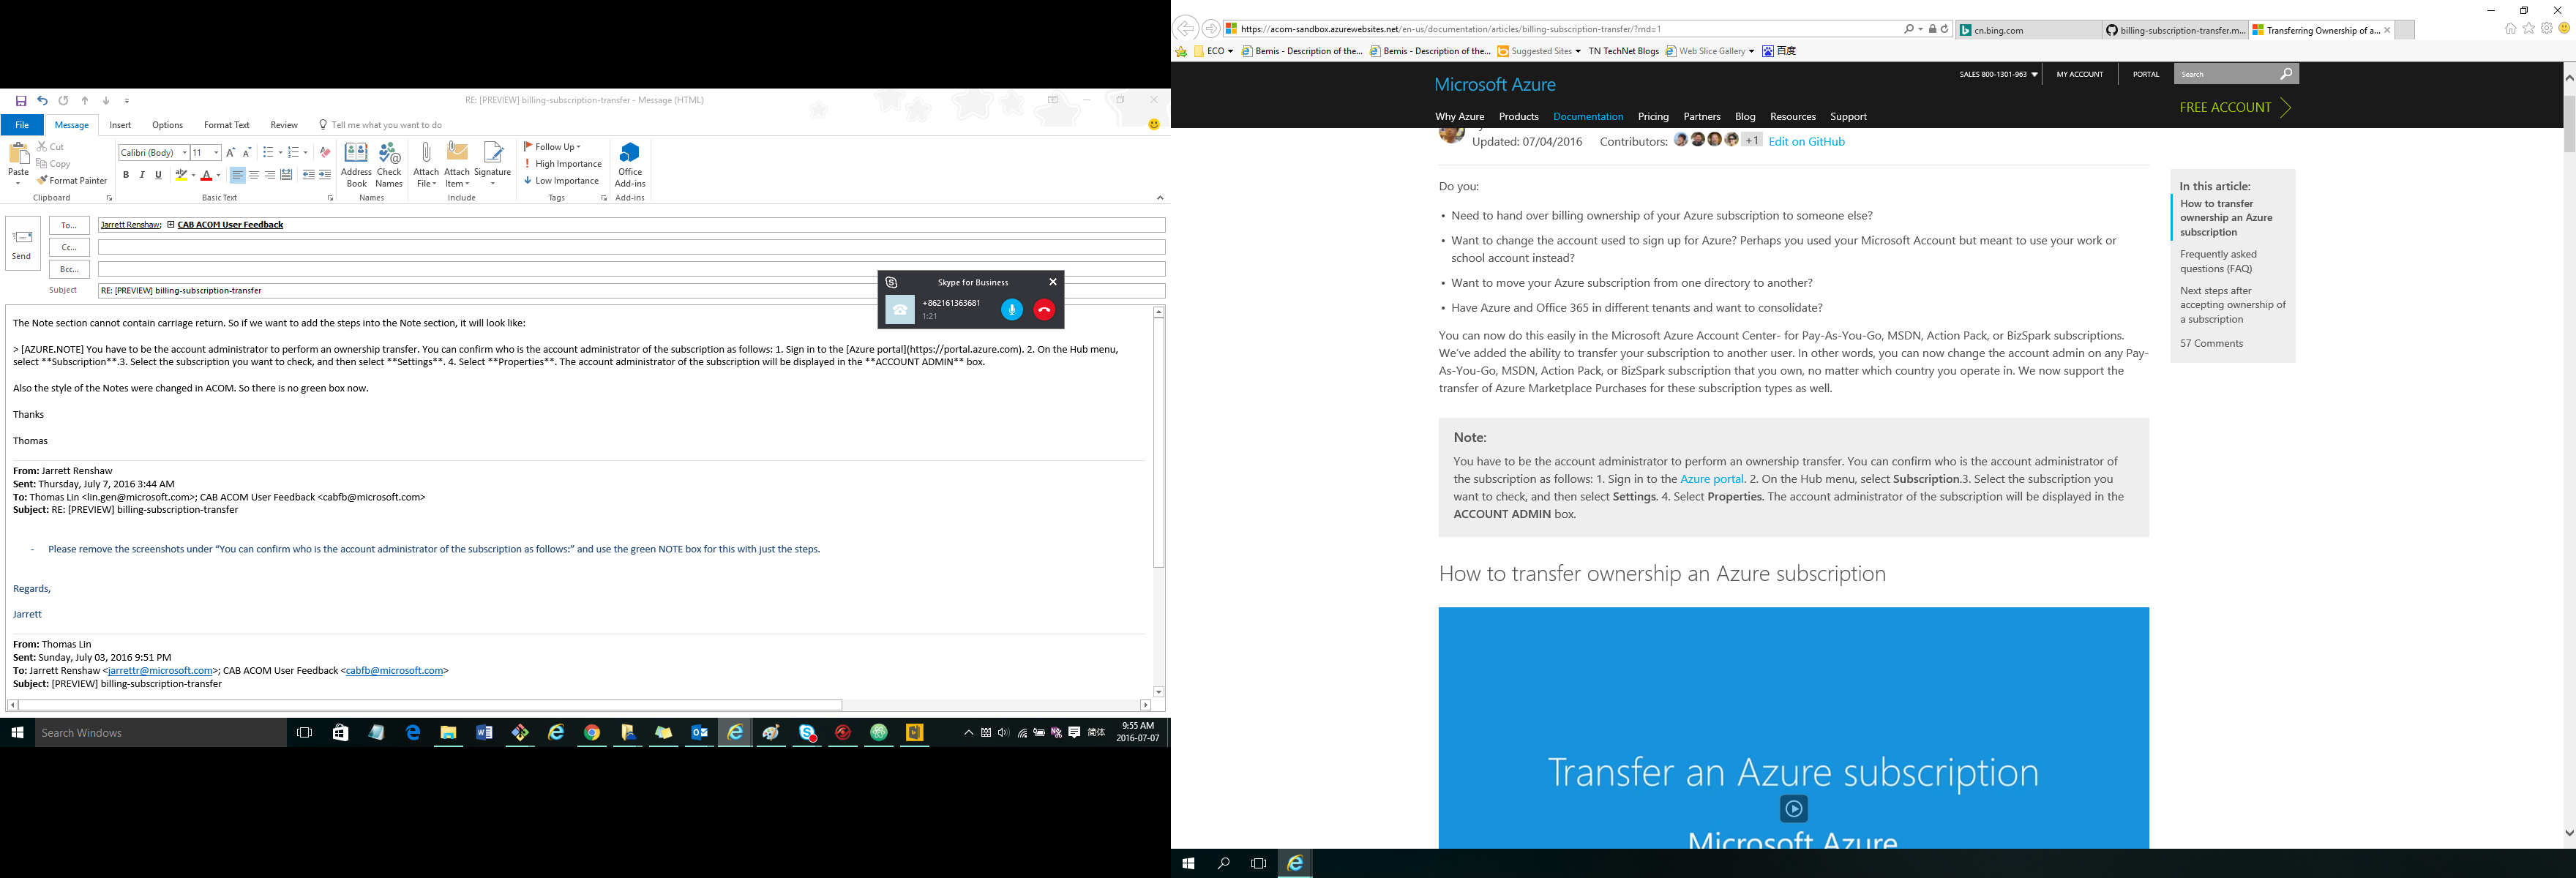 RE: [PREVIEW] billing-subscription-transfer - Message (HTML)
File Message Insert Options Format Text Review Tell me what you want to do
Paste
Cut
Copy
Format Painter
Clipboard
Calibri (Body) 11
B I U
Basic Text
Address Book
Check Names
Names
Attach File
Attach Item
Signature
Include
Follow Up
High Importance
Low Importance
Tags
Office Add-ins
Add-ins
Send
To... Jarrett Renshaw; CAB ACOM User Feedback
Cc...
Bcc...
Subject RE: [PREVIEW] billing-subscription-transfer
Skype for Business
+862161363681
1:21
The Note section cannot contain carriage return. So if we want to add the steps into the Note section, it will look like:
> [AZURE.NOTE] You have to be the account administrator to perform an ownership transfer. You can confirm who is the account administrator of the subscription as follows: 1. Sign in to the [Azure portal](https://portal.azure.com). 2. On the Hub menu,
select **Subscription**.3. Select the subscription you want to check, and then select **Settings**. 4. Select **Properties**. The account administrator of the subscription will be displayed in the **ACCOUNT ADMIN** box.
Also the style of the Notes were changed in ACOM. So there is no green box now.
Thanks
Thomas
From: Jarrett Renshaw
Sent: Thursday, July 7, 2016 3:44 AM
To: Thomas Lin <lin.gen@microsoft.com>; CAB ACOM User Feedback <cabfb@microsoft.com>
Subject: RE: [PREVIEW] billing-subscription-transfer
- Please remove the screenshots under “You can confirm who is the account administrator of the subscription as follows:” and use the green NOTE box for this with just the steps.
Regards,
Jarrett
From: Thomas Lin
Sent: Sunday, July 03, 2016 9:51 PM
To: Jarrett Renshaw <jarrettr@microsoft.com>; CAB ACOM User Feedback <cabfb@microsoft.com>
Subject: [PREVIEW] billing-subscription-transfer
Search Windows
简体
9:55 AM
2016-07-07
https://acom-sandbox.azurewebsites.net/en-us/documentation/articles/billing-subscription-transfer/?rnd=1
cn.bing.com
billing-subscription-transfer.m...
Transferring Ownership of a...
ECO
Bemis - Description of the...
Bemis - Description of the...
Suggested Sites
TN TechNet Blogs
Web Slice Gallery
百度
SALES 800-1301-963 MY ACCOUNT PORTAL Search
Microsoft Azure
FREE ACCOUNT
Why Azure Products Documentation Pricing Partners Blog Resources Support
Updated: 07/04/2016 Contributors: +1 Edit on GitHub
Do you:
• Need to hand over billing ownership of your Azure subscription to someone else?
• Want to change the account used to sign up for Azure? Perhaps you used your Microsoft Account but meant to use your work or
school account instead?
• Want to move your Azure subscription from one directory to another?
• Have Azure and Office 365 in different tenants and want to consolidate?
You can now do this easily in the Microsoft Azure Account Center- for Pay-As-You-Go, MSDN, Action Pack, or BizSpark subscriptions.
We’ve added the ability to transfer your subscription to another user. In other words, you can now change the account admin on any Pay-
As-You-Go, MSDN, Action Pack, or BizSpark subscription that you own, no matter which country you operate in. We now support the
transfer of Azure Marketplace Purchases for these subscription types as well.
Note:
You have to be the account administrator to perform an ownership transfer. You can confirm who is the account administrator of
the subscription as follows: 1. Sign in to the Azure portal. 2. On the Hub menu, select Subscription.3. Select the subscription you
want to check, and then select Settings. 4. Select Properties. The account administrator of the subscription will be displayed in the
ACCOUNT ADMIN box.
How to transfer ownership an Azure subscription
Transfer an Azure subscription
Microsoft Azure
In this article:
How to transfer
ownership an Azure
subscription
Frequently asked
questions (FAQ)
Next steps after
accepting ownership of
a subscription
57 Comments